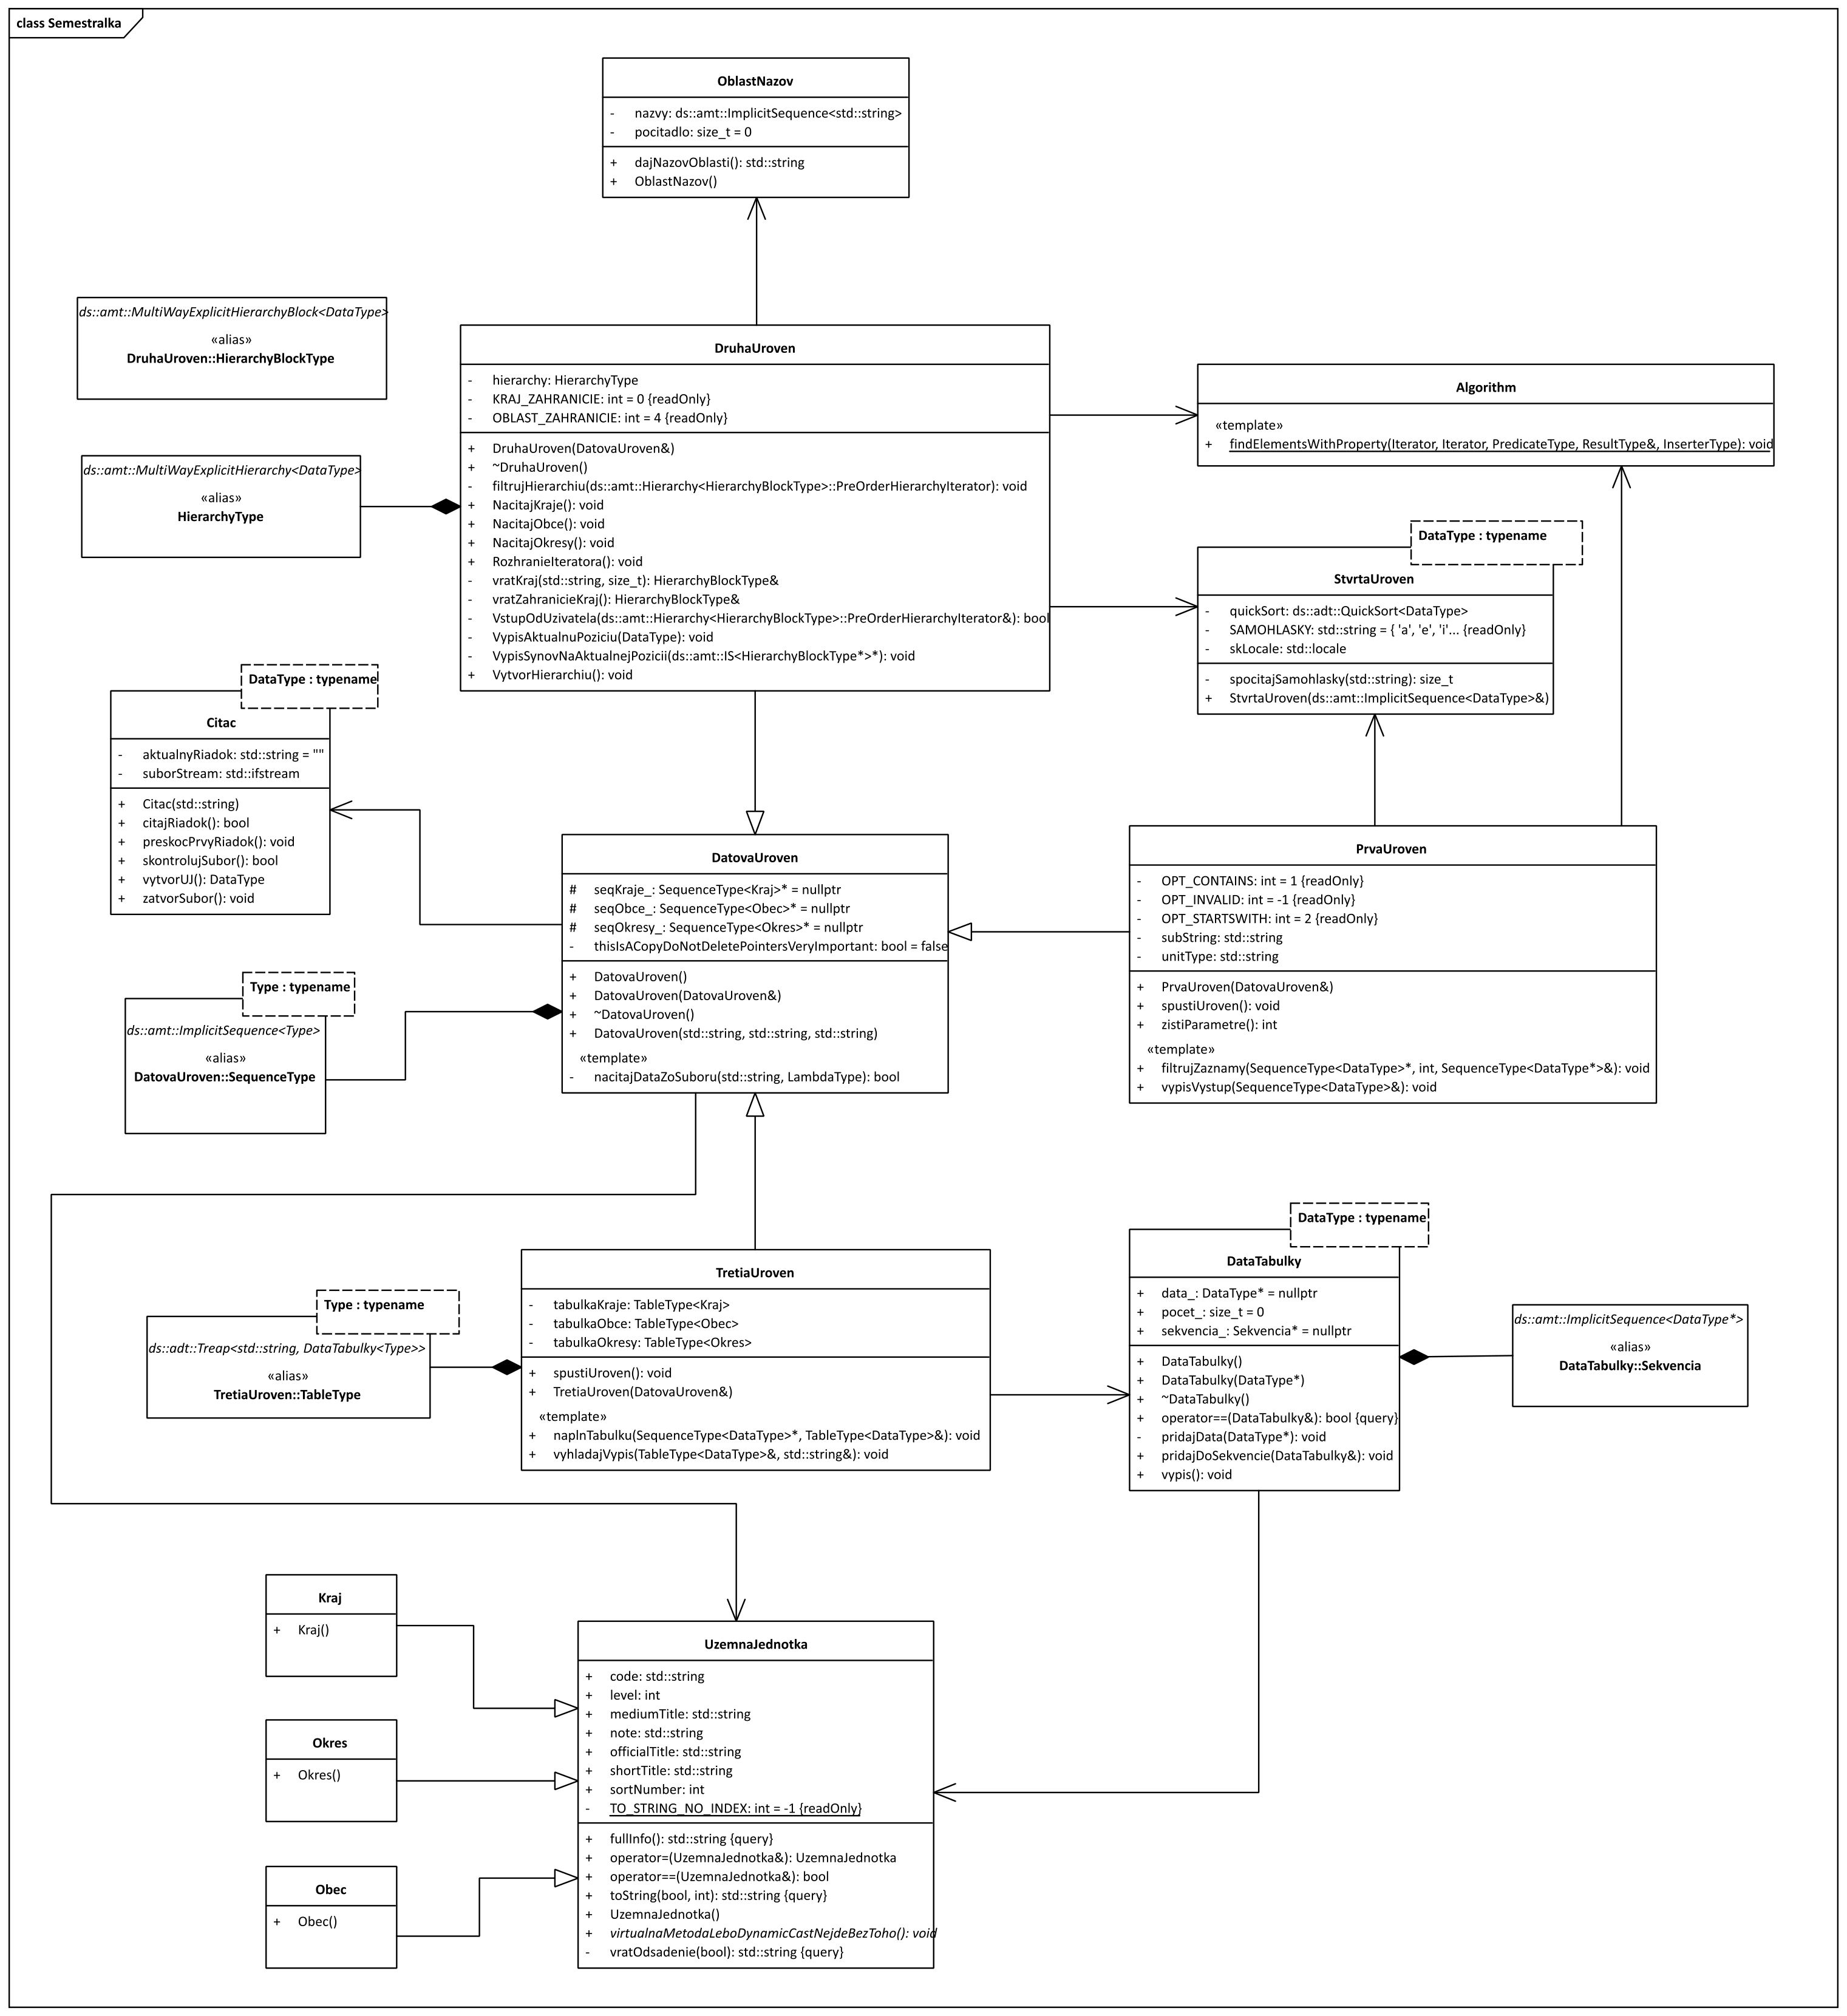 class Semestralka
OblastNazov
- nazvy: ds::amt::ImplicitSequence<std::string>
- pocitadlo: size_t = 0
+ dajNazovOblasti(): std::string
+ OblastNazov()
ds::amt::MultiWayExplicitHierarchyBlock<DataType>
«alias»
DruhaUroven::HierarchyBlockType
ds::amt::MultiWayExplicitHierarchy<DataType>
«alias»
HierarchyType
DruhaUroven
- hierarchy: HierarchyType
- KRAJ_ZAHRANICIE: int = 0 {readOnly}
- OBLAST_ZAHRANICIE: int = 4 {readOnly}
+ DruhaUroven(DatovaUroven&)
+ ~DruhaUroven()
- filtrujHierarchiu(ds::amt::Hierarchy<HierarchyBlockType>::PreOrderHierarchyIterator): void
+ NacitajKraje(): void
+ NacitajObce(): void
+ NacitajOkresy(): void
+ RozhranieIteratora(): void
- vratKraj(std::string, size_t): HierarchyBlockType&
- vratZahranicieKraj(): HierarchyBlockType&
- VstupOdUzivatela(ds::amt::Hierarchy<HierarchyBlockType>::PreOrderHierarchyIterator&): bool
- VypisAktualnuPoziciu(DataType): void
- VypisSynovNaAktualnejPozicii(ds::amt::IS<HierarchyBlockType*>*): void
+ VytvorHierarchiu(): void
Algorithm
«template»
+ findElementsWithProperty(Iterator, Iterator, PredicateType, ResultType&, InserterType): void
DataType : typename
StvrtaUroven
- quickSort: ds::adt::QuickSort<DataType>
- SAMOHLASKY: std::string = { 'a', 'e', 'i'... {readOnly}
- skLocale: std::locale
- spocitajSamohlasky(std::string): size_t
+ StvrtaUroven(ds::amt::ImplicitSequence<DataType>&)
DataType : typename
Citac
- aktualnyRiadok: std::string = ""
- suborStream: std::ifstream
+ Citac(std::string)
+ citajRiadok(): bool
+ preskocPrvyRiadok(): void
+ skontrolujSubor(): bool
+ vytvorUJ(): DataType
+ zatvorSubor(): void
DatovaUroven
# seqKraje_: SequenceType<Kraj>* = nullptr
# seqObce_: SequenceType<Obec>* = nullptr
# seqOkresy_: SequenceType<Okres>* = nullptr
- thisIsACopyDoNotDeletePointersVeryImportant: bool = false
+ DatovaUroven()
+ DatovaUroven(DatovaUroven&)
+ ~DatovaUroven()
+ DatovaUroven(std::string, std::string, std::string)
«template»
- nacitajDataZoSuboru(std::string, LambdaType): bool
PrvaUroven
- OPT_CONTAINS: int = 1 {readOnly}
- OPT_INVALID: int = -1 {readOnly}
- OPT_STARTSWITH: int = 2 {readOnly}
- subString: std::string
- unitType: std::string
+ PrvaUroven(DatovaUroven&)
+ spustiUroven(): void
+ zistiParametre(): int
«template»
+ filtrujZaznamy(SequenceType<DataType>*, int, SequenceType<DataType*>&): void
+ vypisVystup(SequenceType<DataType>&): void
Type : typename
ds::amt::ImplicitSequence<Type>
«alias»
DatovaUroven::SequenceType
Type : typename
ds::adt::Treap<std::string, DataTabulky<Type>>
«alias»
TretiaUroven::TableType
TretiaUroven
- tabulkaKraje: TableType<Kraj>
- tabulkaObce: TableType<Obec>
- tabulkaOkresy: TableType<Okres>
+ spustiUroven(): void
+ TretiaUroven(DatovaUroven&)
«template»
+ naplnTabulku(SequenceType<DataType>*, TableType<DataType>&): void
+ vyhladajVypis(TableType<DataType>&, std::string&): void
DataType : typename
DataTabulky
+ data_: DataType* = nullptr
+ pocet_: size_t = 0
+ sekvencia_: Sekvencia* = nullptr
+ DataTabulky()
+ DataTabulky(DataType*)
+ ~DataTabulky()
+ operator==(DataTabulky&): bool {query}
- pridajData(DataType*): void
+ pridajDoSekvencie(DataTabulky&): void
+ vypis(): void
ds::amt::ImplicitSequence<DataType*>
«alias»
DataTabulky::Sekvencia
Kraj
+ Kraj()
Okres
+ Okres()
Obec
+ Obec()
UzemnaJednotka
+ code: std::string
+ level: int
+ mediumTitle: std::string
+ note: std::string
+ officialTitle: std::string
+ shortTitle: std::string
+ sortNumber: int
- TO_STRING_NO_INDEX: int = -1 {readOnly}
+ fullInfo(): std::string {query}
+ operator=(UzemnaJednotka&): UzemnaJednotka
+ operator==(UzemnaJednotka&): bool
+ toString(bool, int): std::string {query}
+ UzemnaJednotka()
+ virtualnaMetodaLeboDynamicCastNejdeBezToho(): void
- vratOdsadenie(bool): std::string {query}